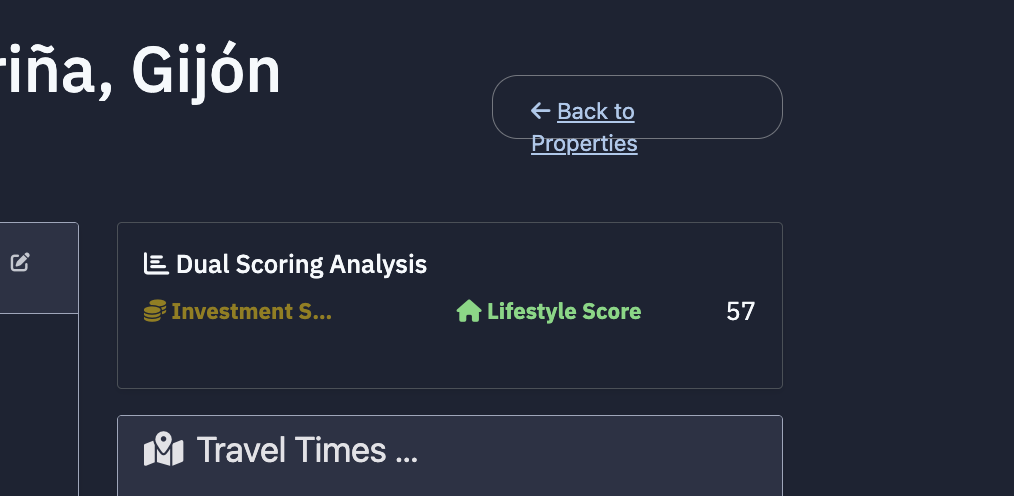 riña, Gijón
Back to
Properties
Dual Scoring Analysis
Investment S...
Lifestyle Score
57
Travel Times ...